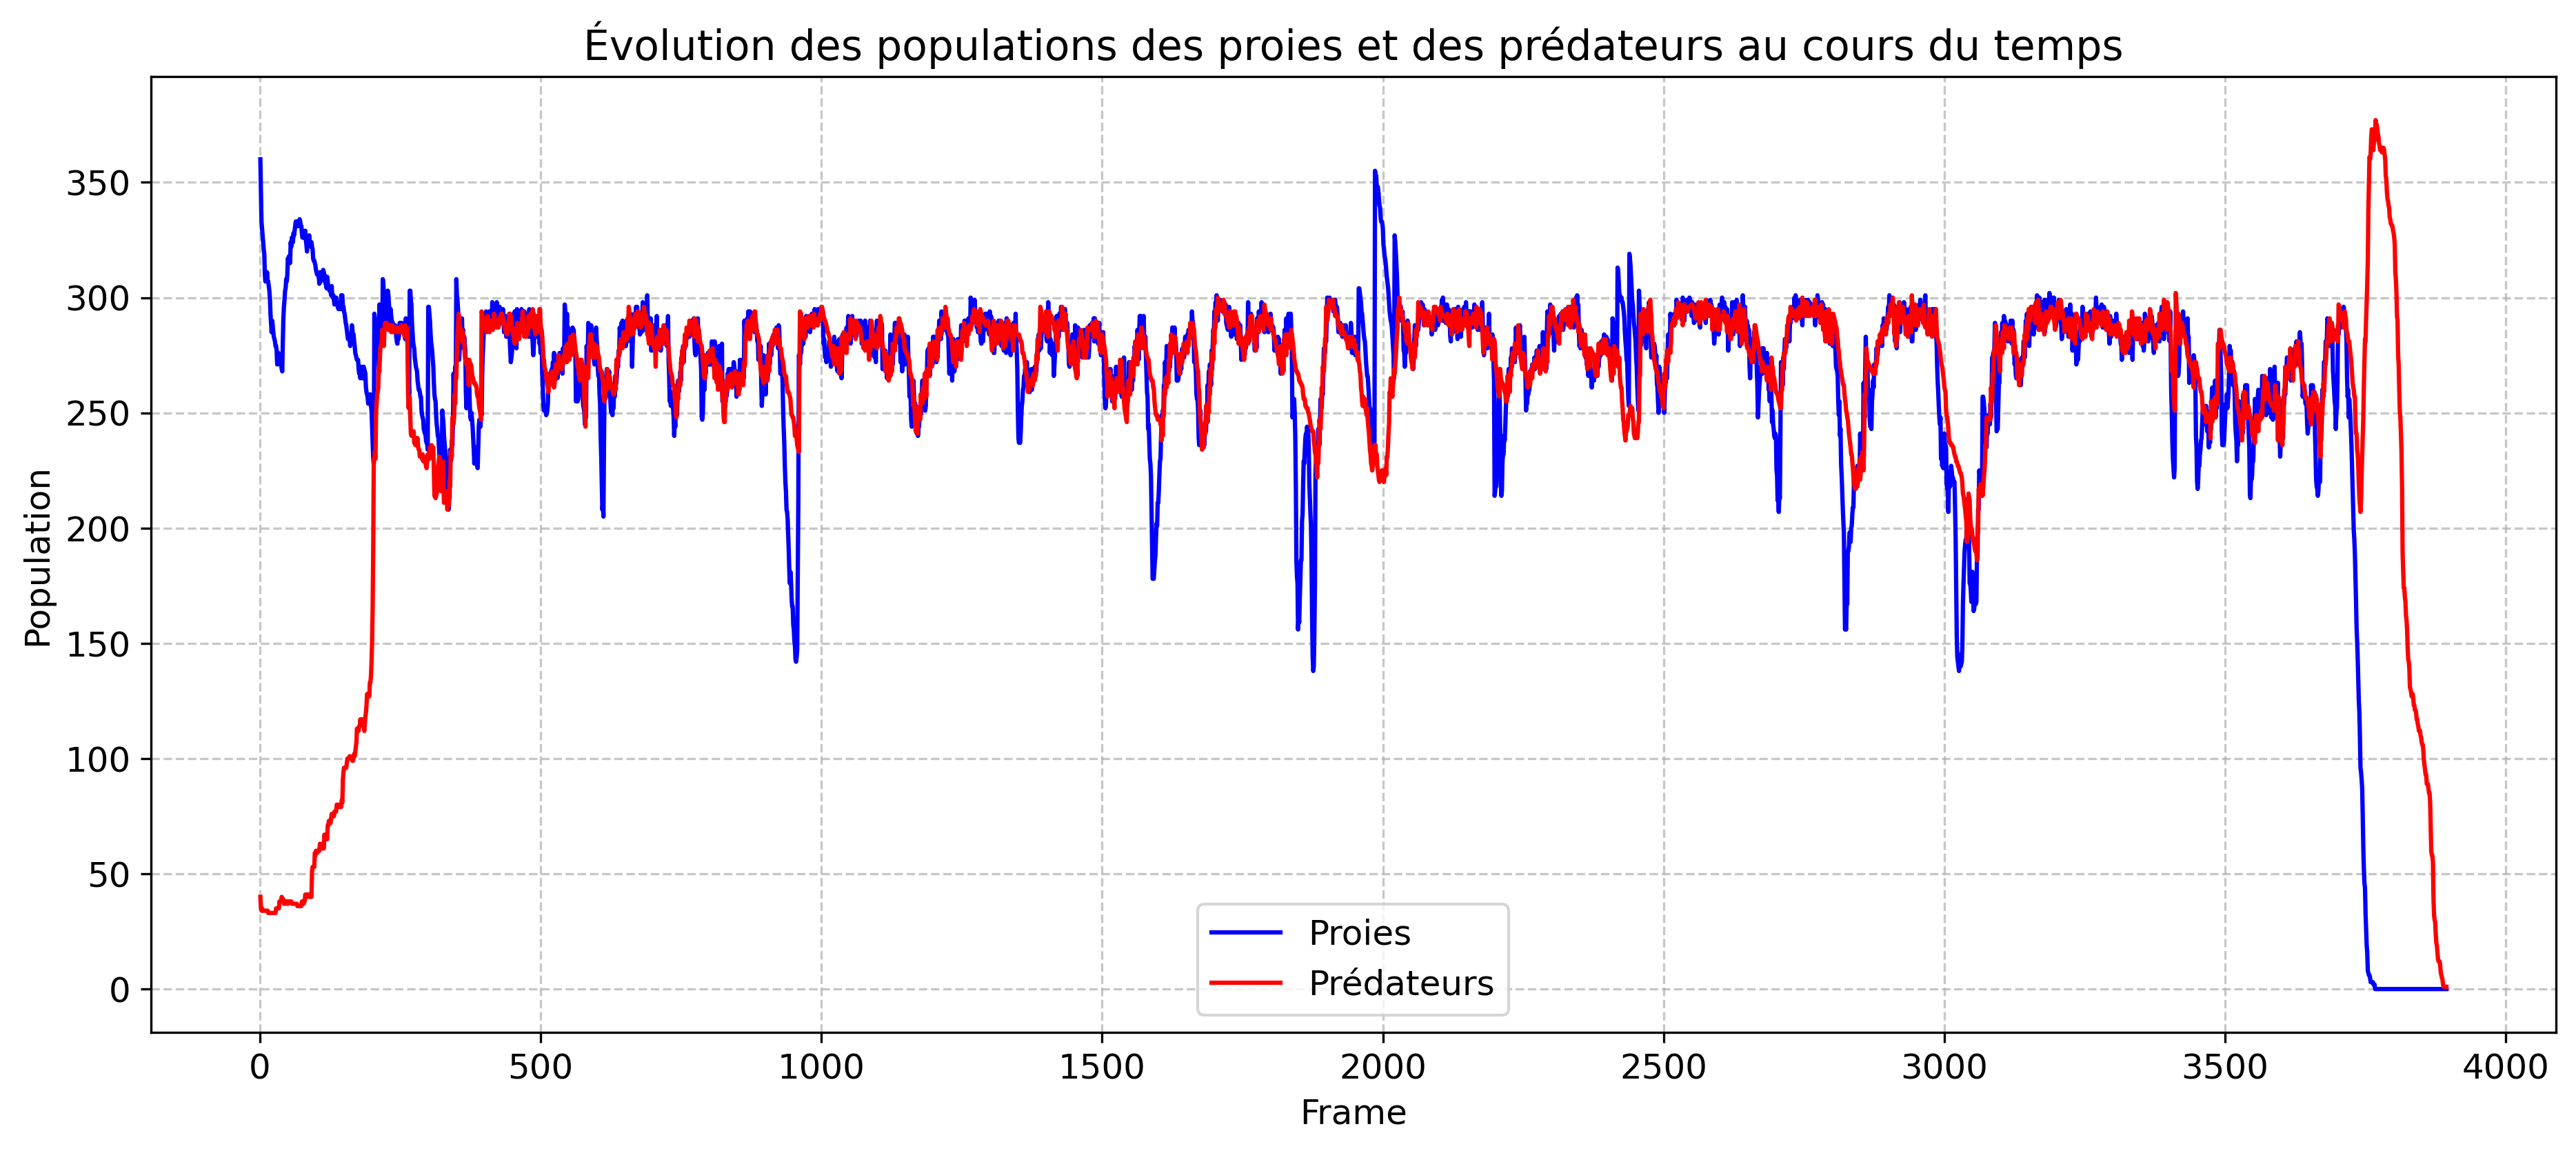 Évolution des populations des proies et des prédateurs au cours du temps
Population
350
300
250
200
150
100
50
0
Proies
Prédateurs
0 500 1000 1500 2000 2500 3000 3500 4000
Frame